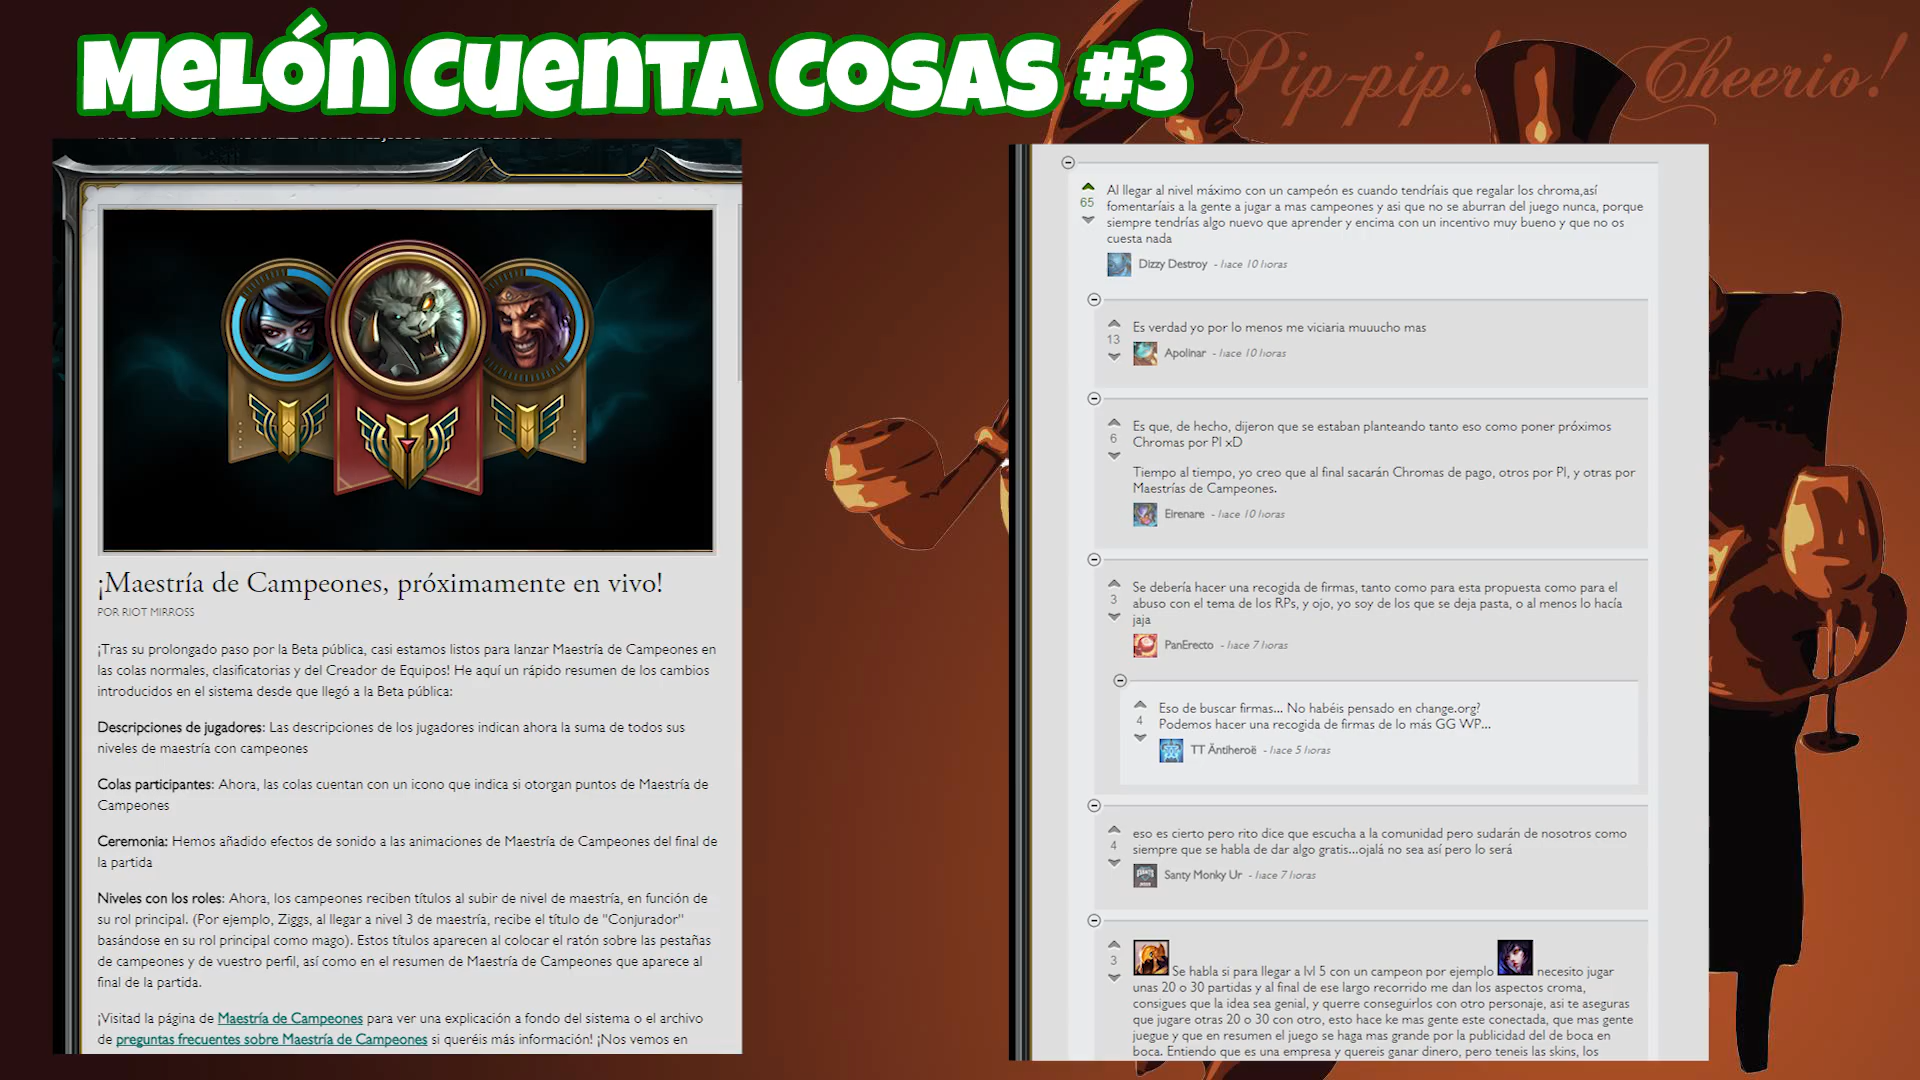 Melón cuenta cosas #3
Pip-pip! Cheerio!
¡Maestría de Campeones, próximamente en vivo!
POR RIOT MIRROSS
¡Tras su prolongado paso por la Beta pública, casi estamos listos para lanzar Maestría de Campeones en
las colas normales, clasificatorias y del Creador de Equipos! He aquí un rápido resumen de los cambios
introducidos en el sistema desde que llegó a la Beta pública:
Descripciones de jugadores: Las descripciones de los jugadores indican ahora la suma de todos sus
niveles de maestría con campeones
Colas participantes: Ahora, las colas cuentan con un icono que indica si otorgan puntos de Maestría de
Campeones
Ceremonia: Hemos añadido efectos de sonido a las animaciones de Maestría de Campeones del final de
la partida
Niveles con los roles: Ahora, los campeones reciben títulos al subir de nivel de maestría, en función de
su rol principal. (Por ejemplo, Ziggs, al llegar a nivel 3 de maestría, recibe el título de "Conjurador"
basándose en su rol principal como mago). Estos títulos aparecen al colocar el ratón sobre las pestañas
de campeones y de vuestro perfil, así como en el resumen de Maestría de Campeones que aparece al
final de la partida.
¡Visitad la página de Maestría de Campeones para ver una explicación a fondo del sistema o el archivo
de preguntas frecuentes sobre Maestría de Campeones si queréis más información! ¡Nos vemos en
65
Al llegar al nivel máximo con un campeón es cuando tendríais que regalar los chroma,así
fomentaríais a la gente a jugar a mas campeones y asi que no se aburran del juego nunca, porque
siempre tendrías algo nuevo que aprender y encima con un incentivo muy bueno y que no os
cuesta nada
Dizzy Destroy - hace 10 horas
13
Es verdad yo por lo menos me viciaria muuucho mas
Apolinar - hace 10 horas
6
Es que, de hecho, dijeron que se estaban planteando tanto eso como poner próximos
Chromas por PI xD
Tiempo al tiempo, yo creo que al final sacarán Chromas de pago, otros por PI, y otras por
Maestrías de Campeones.
Eirenare - hace 10 horas
3
Se debería hacer una recogida de firmas, tanto como para esta propuesta como para el
abuso con el tema de los RPs, y ojo, yo soy de los que se deja pasta, o al menos lo hacía
jaja
PanErecto - hace 7 horas
4
Eso de buscar firmas... No habéis pensado en change.org?
Podemos hacer una recogida de firmas de lo más GG WP...
TT Äntiheroë - hace 5 horas
4
eso es cierto pero rito dice que escucha a la comunidad pero sudarán de nosotros como
siempre que se habla de dar algo gratis...ojalá no sea así pero lo será
Santy Monky Ur - hace 7 horas
3
Se habla si para llegar a lvl 5 con un campeon por ejemplo necesito jugar
unas 20 o 30 partidas y al final de ese largo recorrido me dan los aspectos croma,
consigues que la idea sea genial, y querre conseguirlos con otro personaje, asi te aseguras
que jugare otras 20 o 30 con otro, esto hace ke mas gente este conectada, que mas gente
juegue y que en resumen el juego se haga mas grande por la publicidad del de boca en
boca. Entiendo que es una empresa y quereis ganar dinero, pero teneis las skins, los